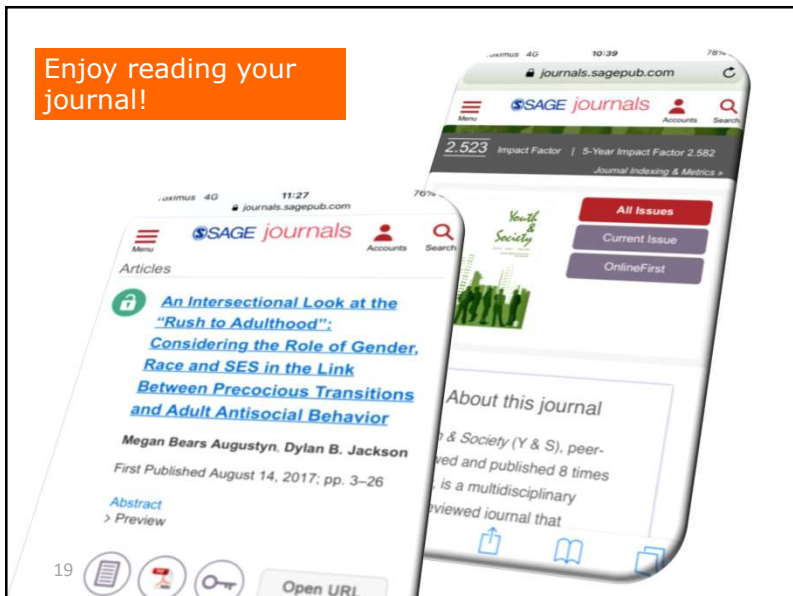 Enjoy reading your
journal!
10:39
journals.sagepub.com
SAGE journals
Menu
Accounts
Search
2.523 Impact Factor | 5-Year Impact Factor 2.582
Journal Indexing & Metrics »
Youth
&
Society
All Issues
Current Issue
OnlineFirst
About this journal
& Society (Y & S), peer-
and published 8 times
is a multidisciplinary
journal that
4G 11:27
journals.sagepub.com
SAGE journals
Menu
Accounts
Search
Articles
An Intersectional Look at the
“Rush to Adulthood”:
Considering the Role of Gender,
Race and SES in the Link
Between Precocious Transitions
and Adult Antisocial Behavior
Megan Bears Augustyn, Dylan B. Jackson
First Published August 14, 2017; pp. 3–26
Abstract
> Preview
Open URL
19